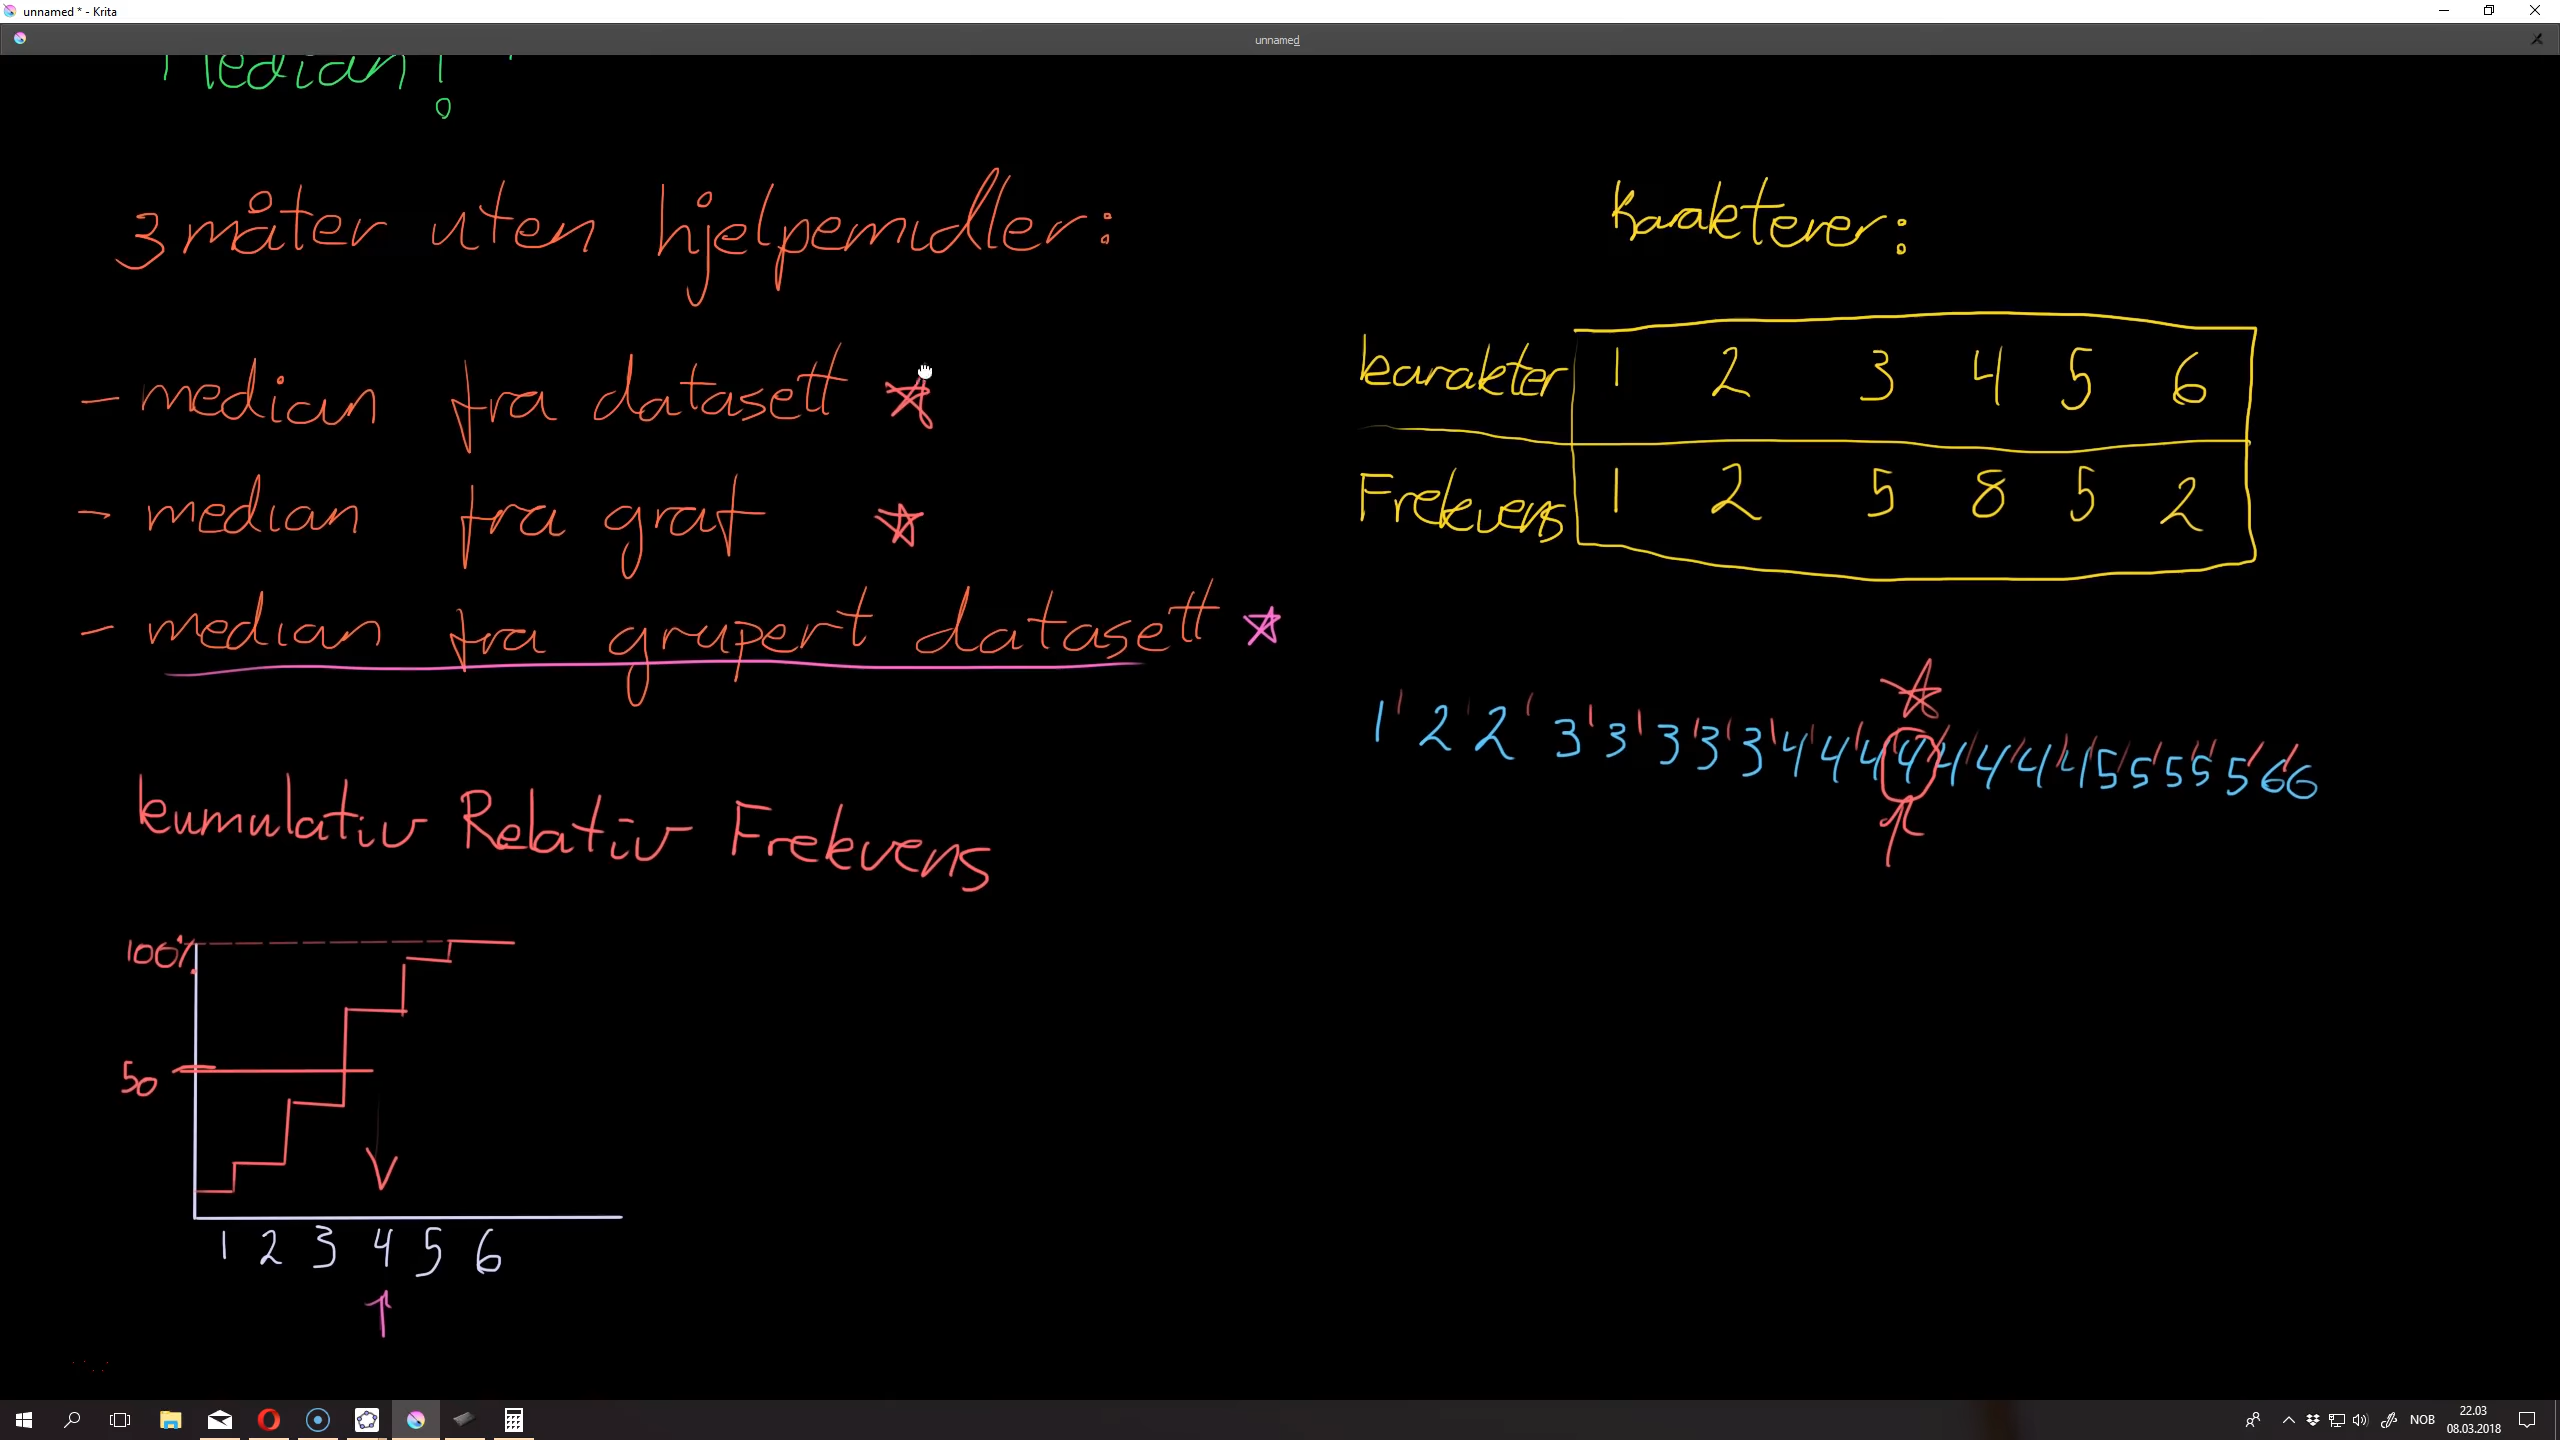 unnamed * - Krita
unnamed
Median!
3 måter uten hjelpemidler:
- median fra datasett
- median fra graf
- median fra grupert datasett
kumulativ Relativ Frekvens
100%
50
1 2 3 4 5 6
Karakterer:
karakter 1 2 3 4 5 6
Frekvens 1 2 5 8 5 2
1 2 2 3 3 3 3 3 4 4 4 4 4 4 4 4 5 5 5 5 5 6 6
NOB
22.03
08.03.2018